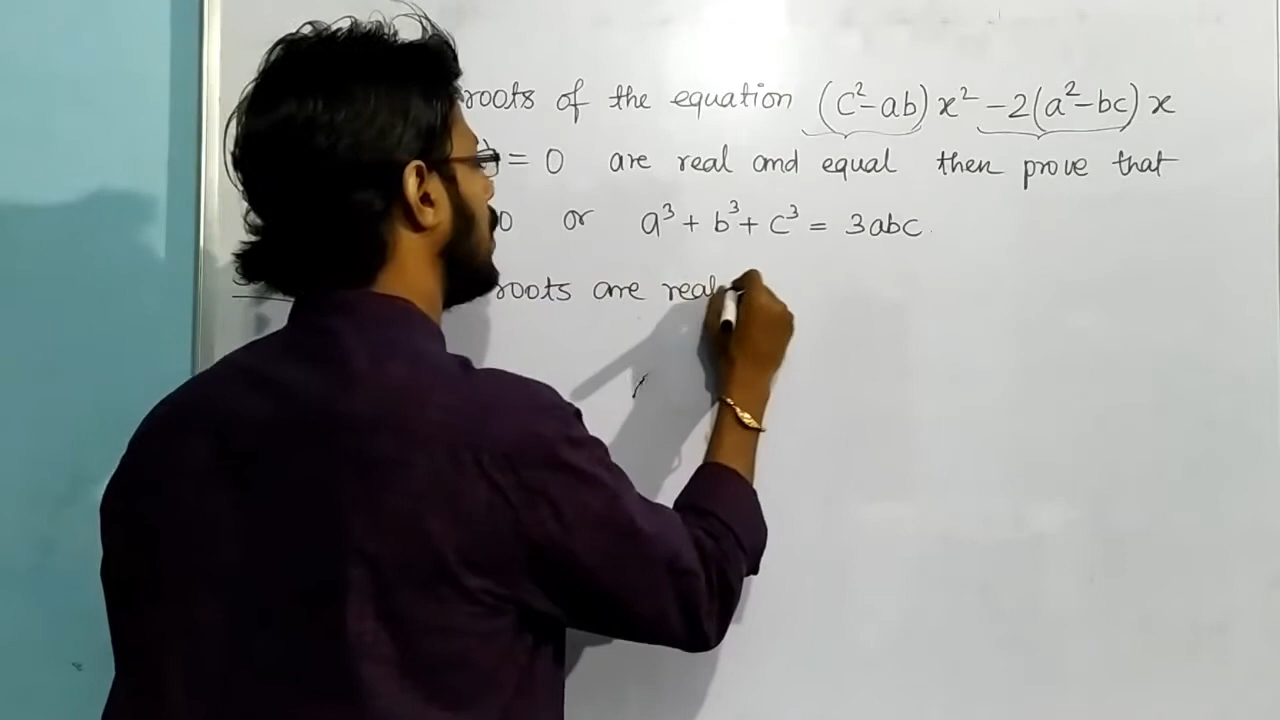 roots of the equation (c²-ab)x² -2(a²-bc)x
)=0 are real and equal then prove that
0 or a³+b³+c³ = 3abc.
roots are real